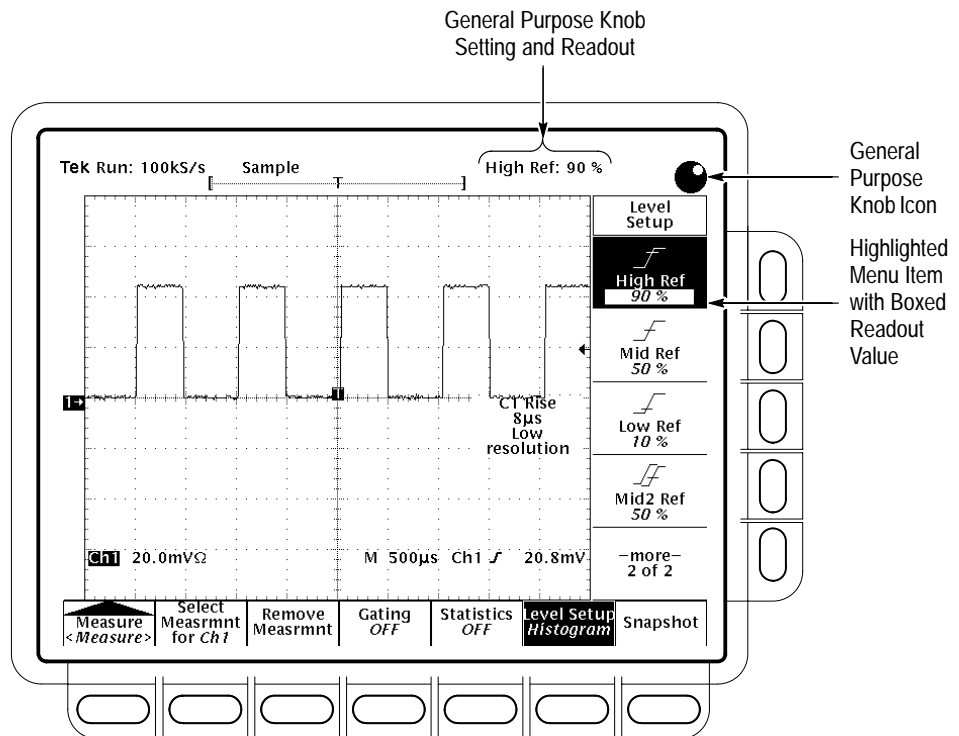 General Purpose Knob
Setting and Readout
Tek Run: 100kS/s Sample High Ref: 90 %
T
General
Purpose
Knob Icon
Highlighted
Menu Item
with Boxed
Readout
Value
Level
Setup
High Ref
90 %
Mid Ref
50 %
Low Ref
10 %
Mid2 Ref
50 %
–more–
2 of 2
1→
T
C1 Rise
8µs
Low
resolution
Ch1 20.0mVΩ M 500µs Ch1 20.8mV
Measure
<Measure>
Select
Measrmnt
for Ch1
Remove
Measrmnt
Gating
OFF
Statistics
OFF
Level Setup
Histogram
Snapshot